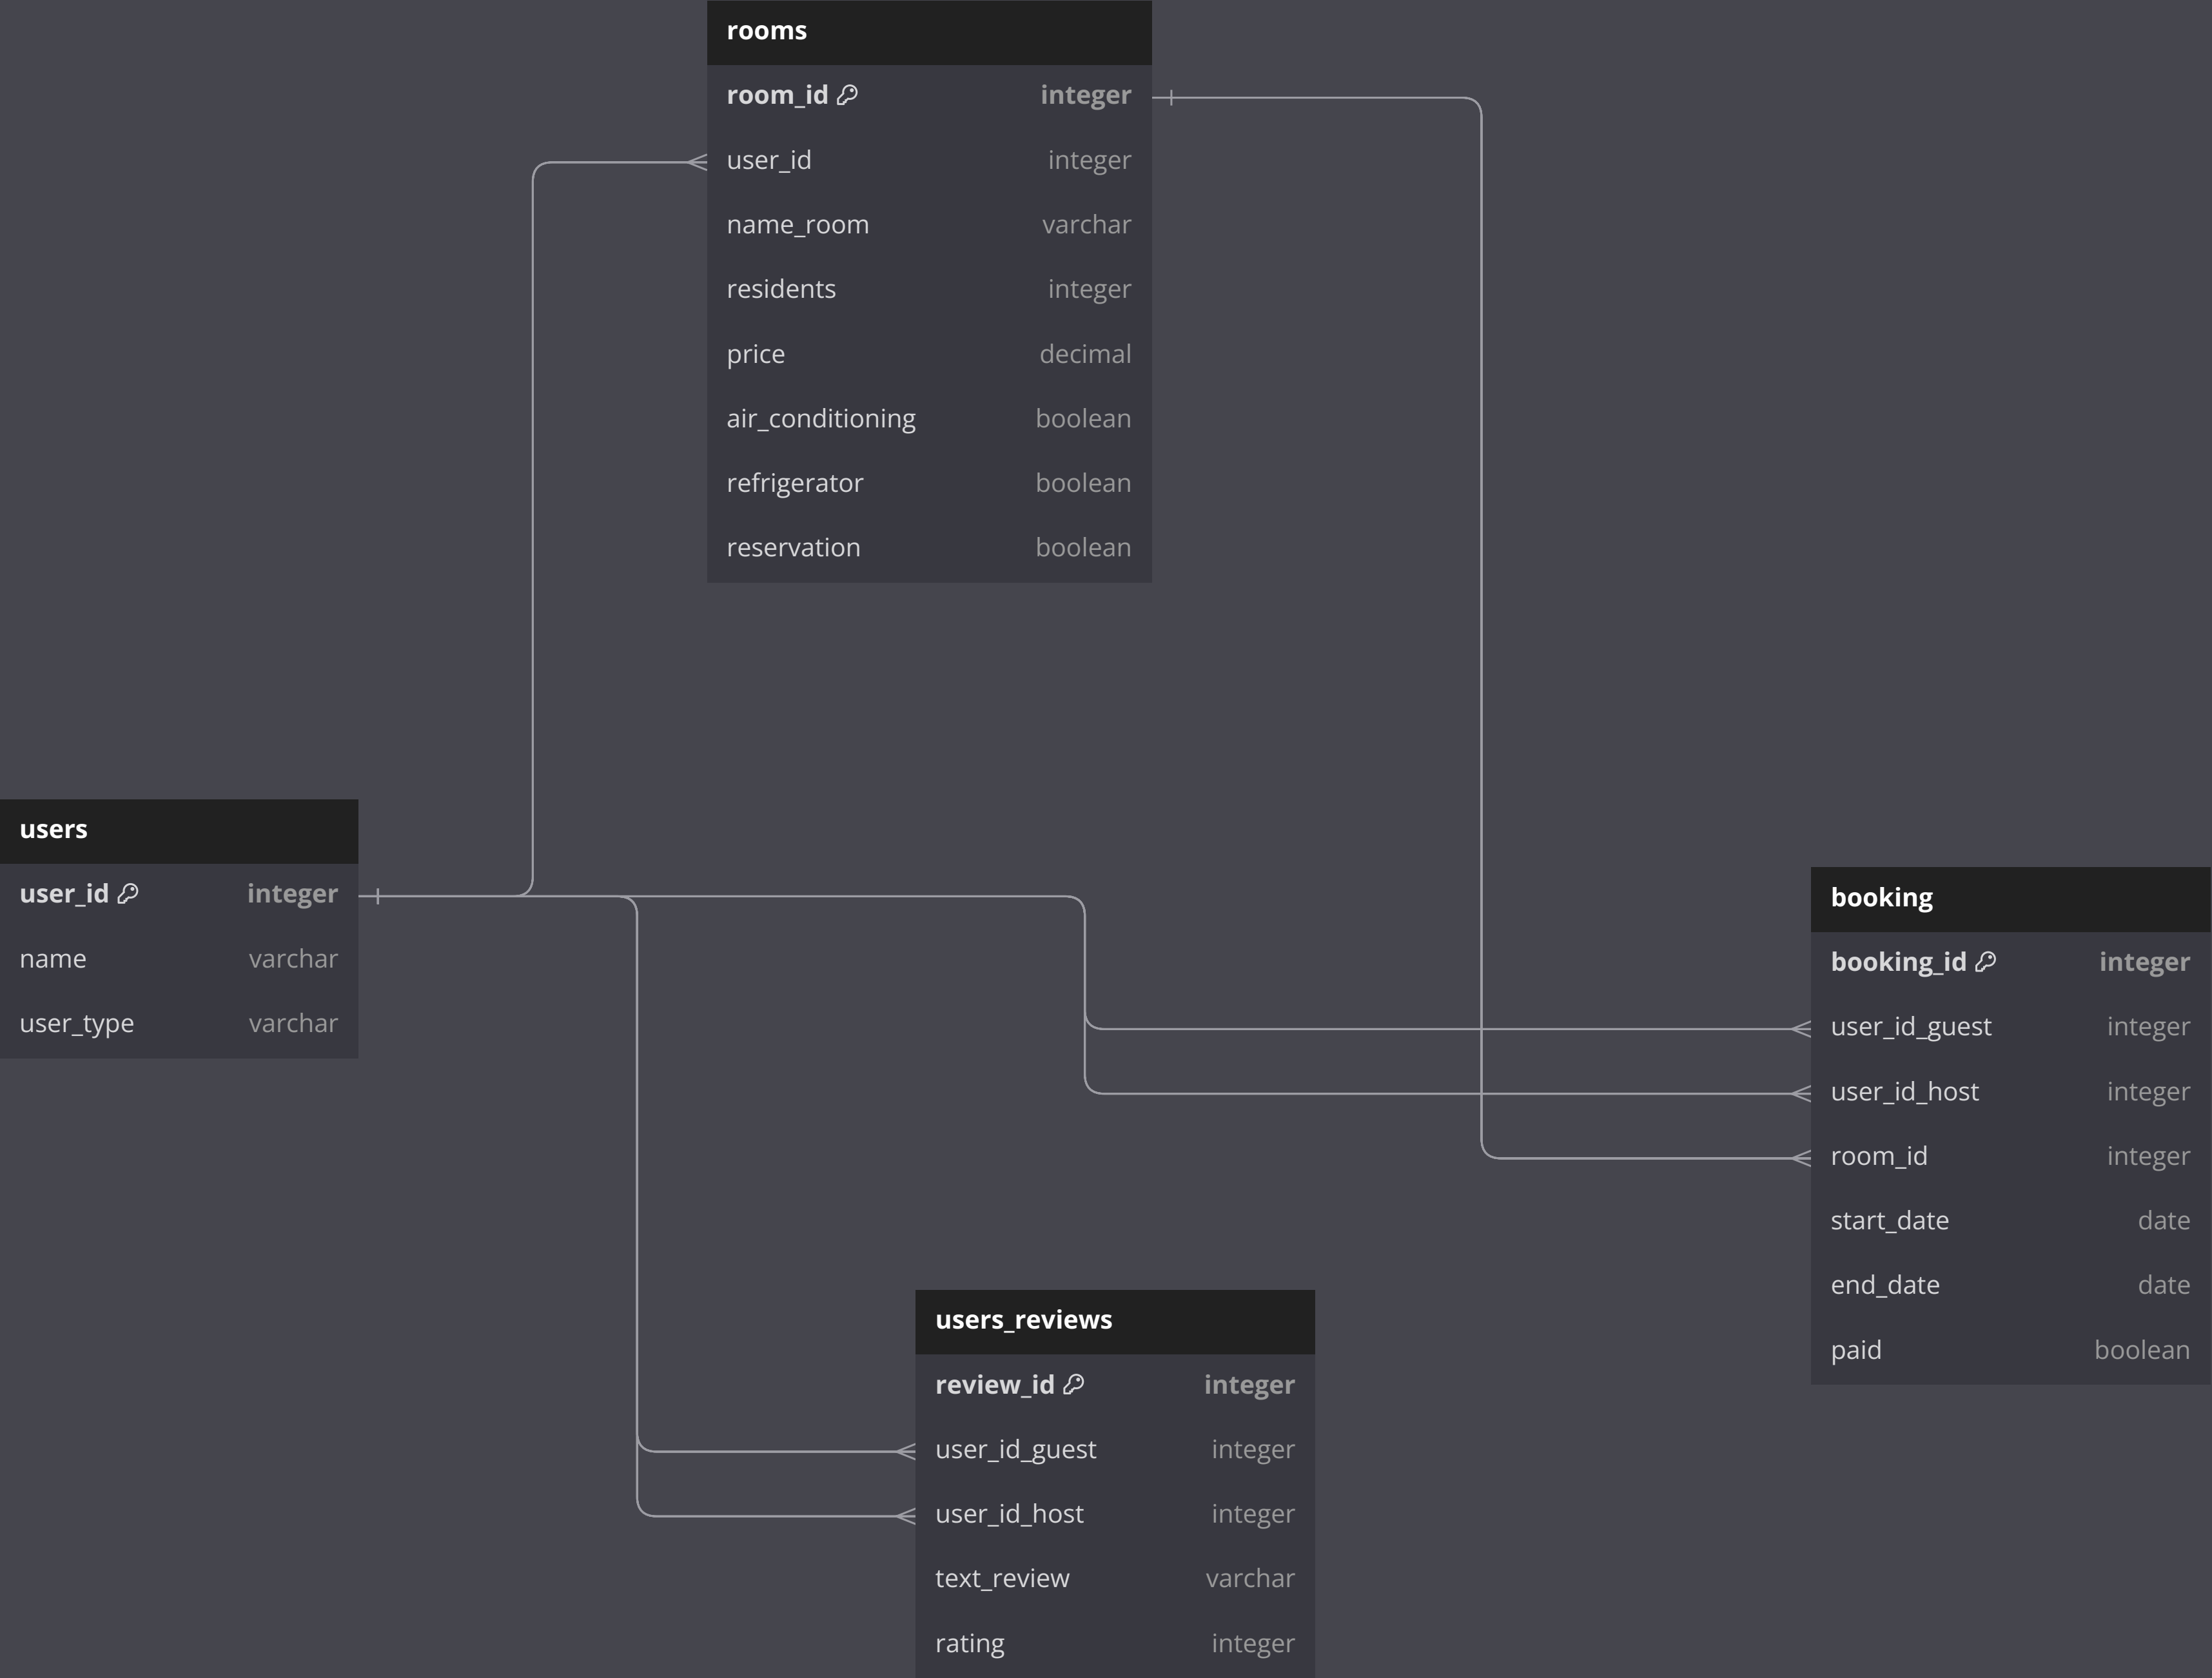 rooms
room_id integer
user_id integer
name_room varchar
residents integer
price decimal
air_conditioning boolean
refrigerator boolean
reservation boolean
users
user_id integer
name varchar
user_type varchar
booking
booking_id integer
user_id_guest integer
user_id_host integer
room_id integer
start_date date
end_date date
paid boolean
users_reviews
review_id integer
user_id_guest integer
user_id_host integer
text_review varchar
rating integer